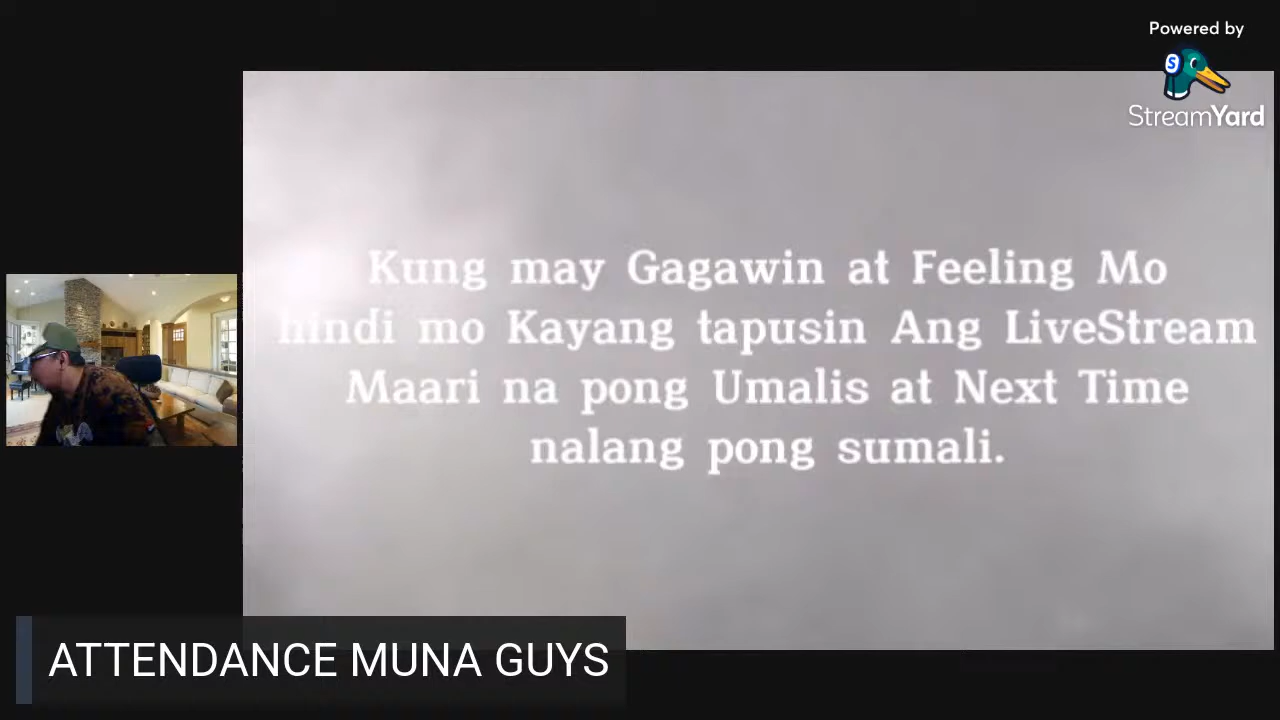 Powered by
S
StreamYard
Kung may Gagawin at Feeling Mo
hindi mo Kayang tapusin Ang LiveStream
Maari na pong Umalis at Next Time
nalang pong sumali.
ATTENDANCE MUNA GUYS